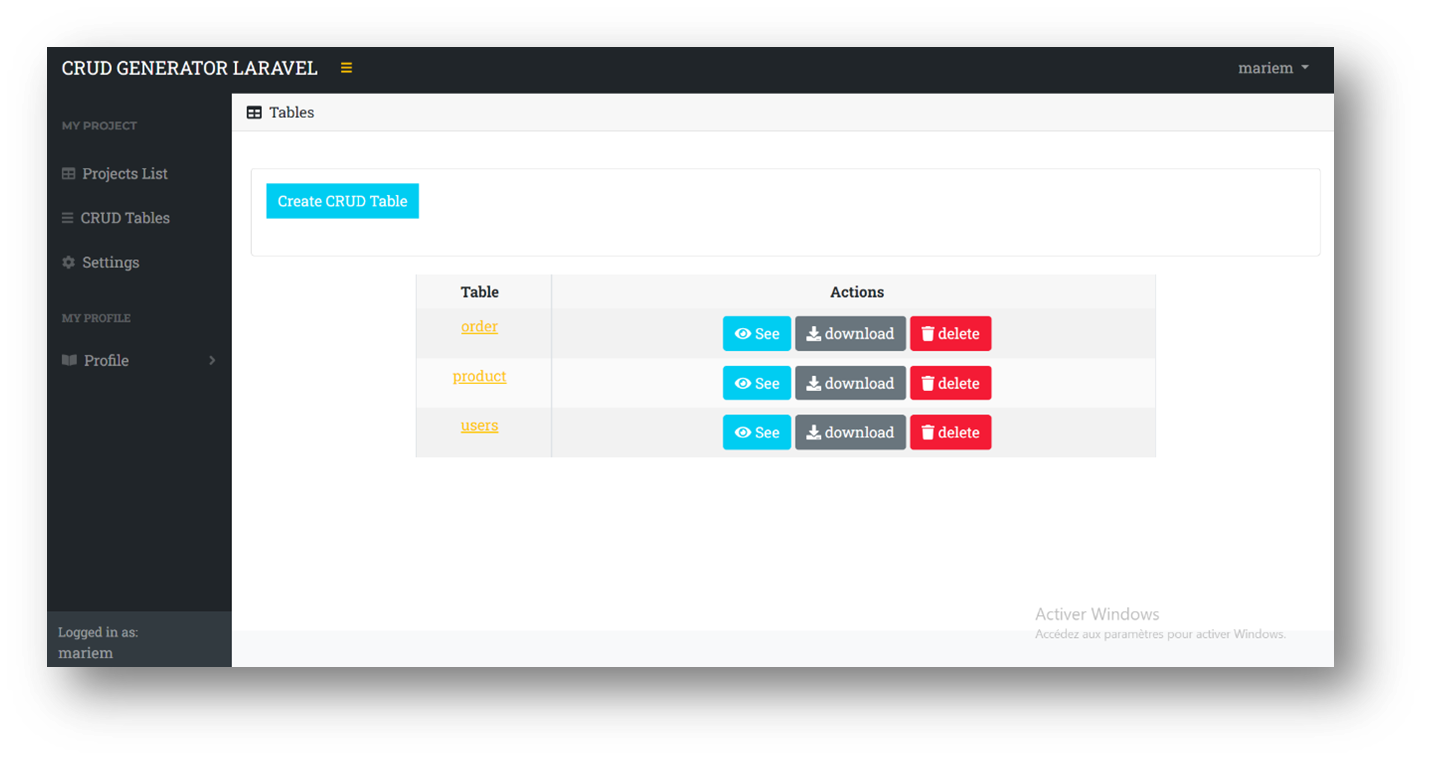 CRUD GENERATOR LARAVEL
mariem
MY PROJECT
Projects List
CRUD Tables
Settings
MY PROFILE
Profile
Logged in as:
mariem
Tables
Create CRUD Table
Table Actions
order See download delete
product See download delete
users See download delete
Activer Windows
Accédez aux paramètres pour activer Windows.